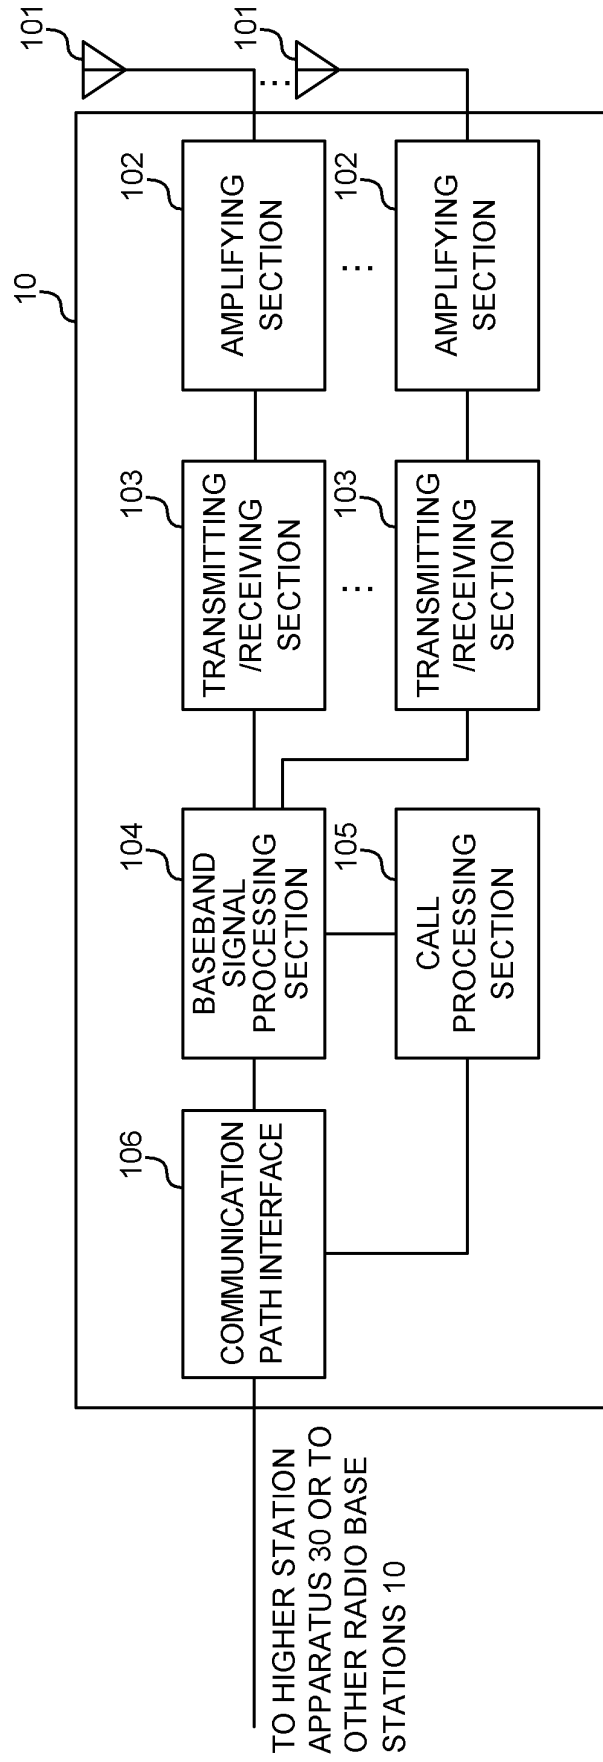 10
101
101
102
AMPLIFYING
SECTION
102
AMPLIFYING
SECTION
...
103
TRANSMITTING
/RECEIVING
SECTION
103
TRANSMITTING
/RECEIVING
SECTION
...
...
104
BASEBAND
SIGNAL
PROCESSING
SECTION
105
CALL
PROCESSING
SECTION
106
COMMUNICATION
PATH INTERFACE
TO HIGHER STATION
APPARATUS 30 OR TO
OTHER RADIO BASE
STATIONS 10